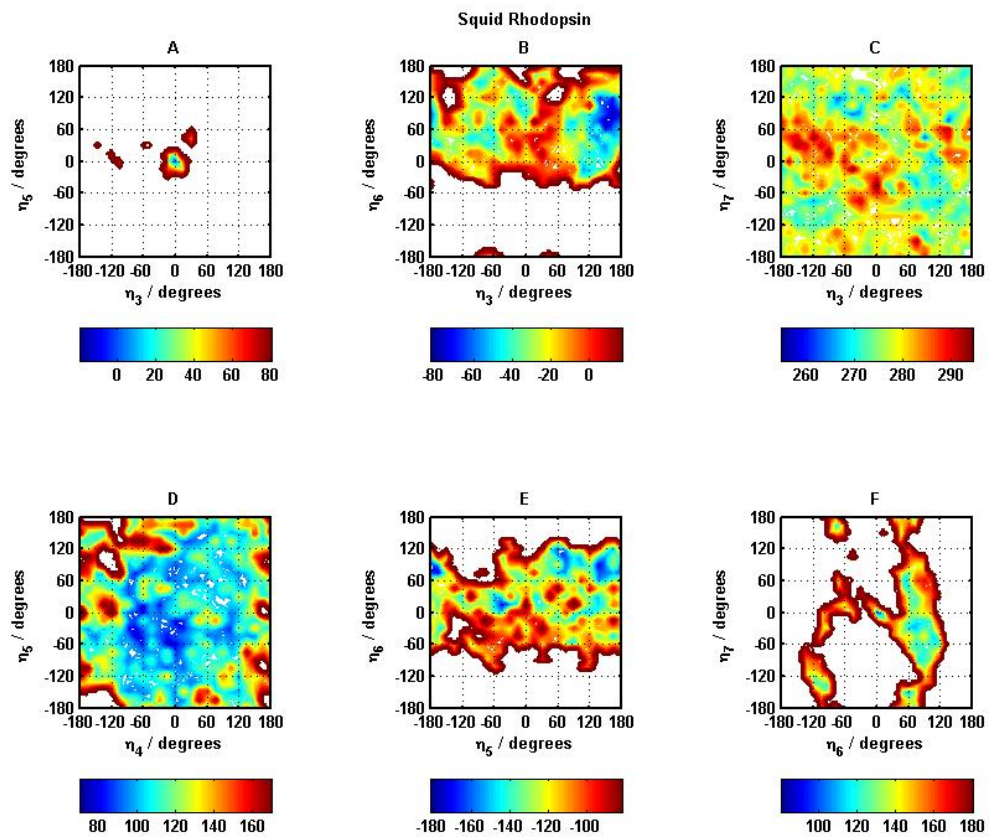 Squid Rhodopsin
A B C
180 120 60 0 -60 -120 -180
η5 / degrees
-180 -120 -60 0 60 120 180
η3 / degrees
0 20 40 60 80
180 120 60 0 -60 -120 -180
η6 / degrees
-180 -120 -60 0 60 120 180
η3 / degrees
-80 -60 -40 -20 0
180 120 60 0 -60 -120 -180
η7 / degrees
-180 -120 -60 0 60 120 180
η3 / degrees
260 270 280 290
D E F
180 120 60 0 -60 -120 -180
η5 / degrees
-180 -120 -60 0 60 120 180
η4 / degrees
80 100 120 140 160
180 120 60 0 -60 -120 -180
η6 / degrees
-180 -120 -60 0 60 120 180
η5 / degrees
-180 -160 -140 -120 -100
180 120 60 0 -60 -120 -180
η7 / degrees
-180 -120 -60 0 60 120 180
η6 / degrees
100 120 140 160 180